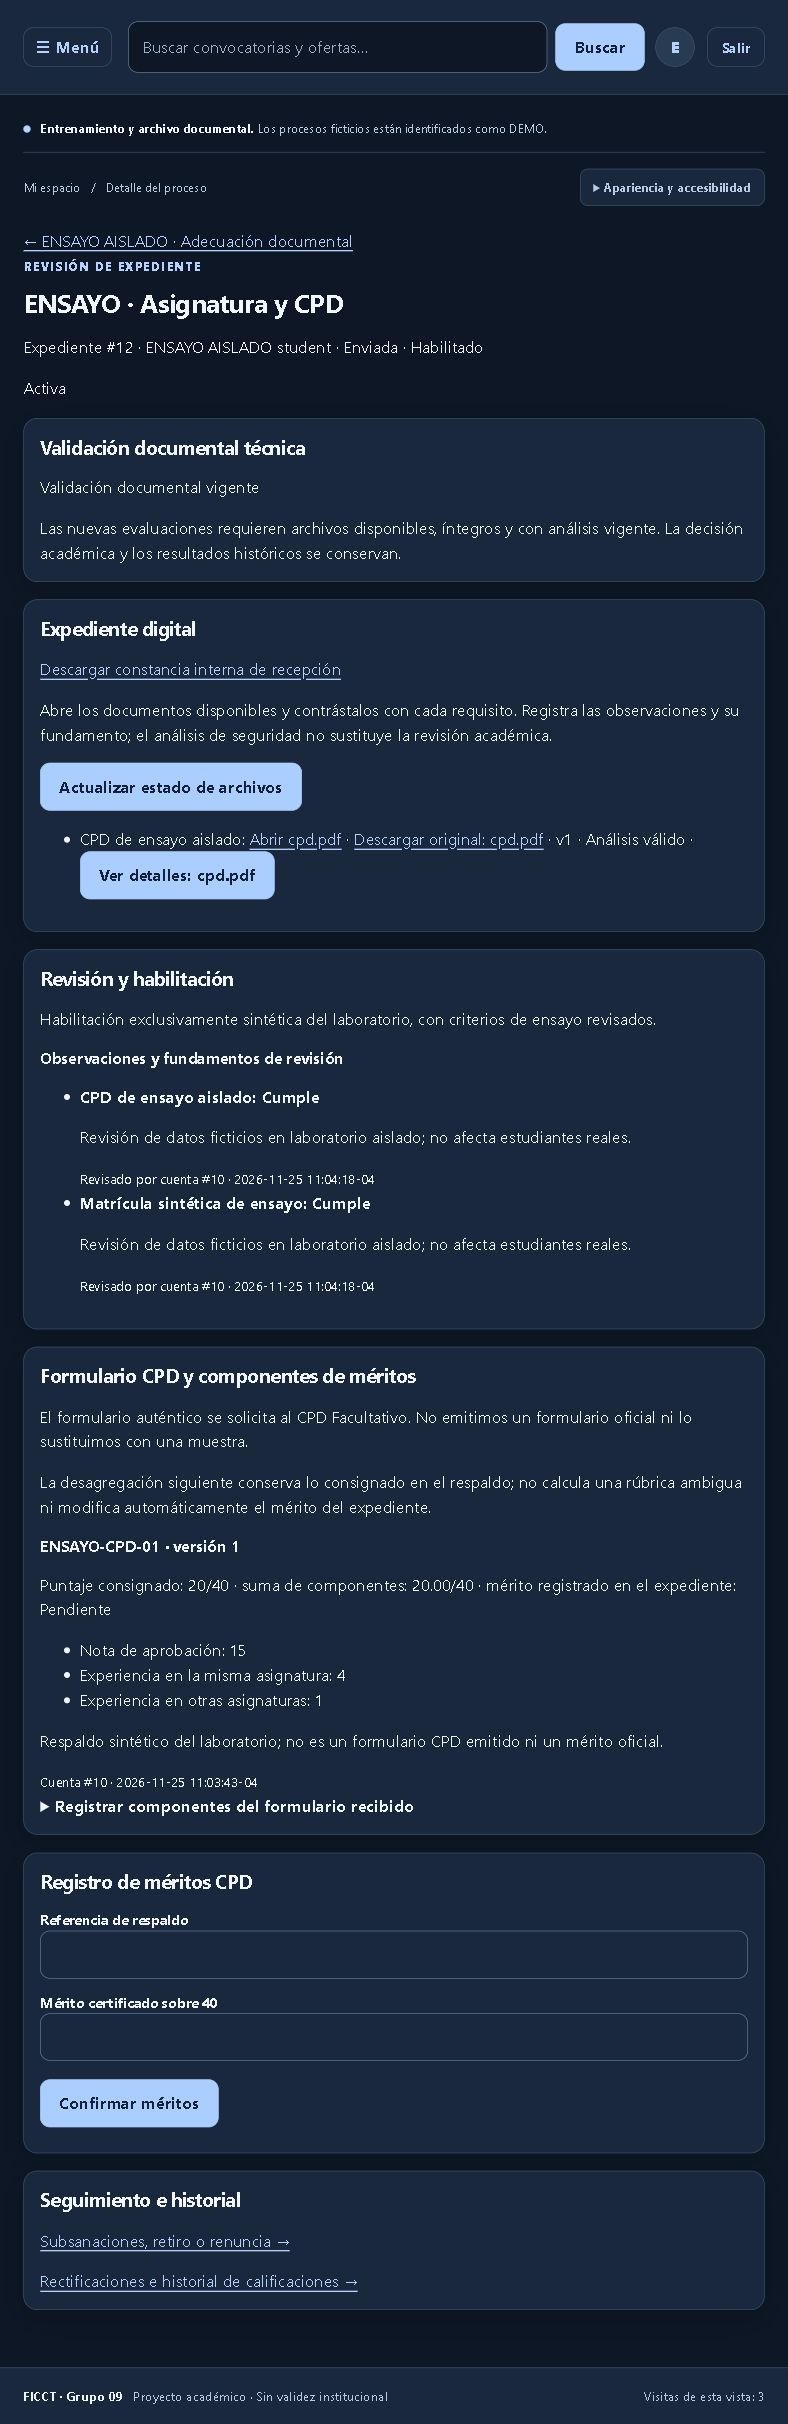 ☰ Menú
Buscar convocatorias y ofertas...
Buscar
E
Salir
Entrenamiento y archivo documental. Los procesos ficticios están identificados como DEMO.
Mi espacio / Detalle del proceso
▸ Apariencia y accesibilidad
← ENSAYO AISLADO · Adecuación documental
REVISIÓN DE EXPEDIENTE
ENSAYO · Asignatura y CPD
Expediente #12 · ENSAYO AISLADO student · Enviada · Habilitado
Activa
Validación documental técnica
Validación documental vigente
Las nuevas evaluaciones requieren archivos disponibles, íntegros y con análisis vigente. La decisión
académica y los resultados históricos se conservan.
Expediente digital
Descargar constancia interna de recepción
Abre los documentos disponibles y contrástalos con cada requisito. Registra las observaciones y su
fundamento; el análisis de seguridad no sustituye la revisión académica.
Actualizar estado de archivos
• CPD de ensayo aislado: Abrir cpd.pdf · Descargar original: cpd.pdf · v1 · Análisis válido ·
Ver detalles: cpd.pdf
Revisión y habilitación
Habilitación exclusivamente sintética del laboratorio, con criterios de ensayo revisados.
Observaciones y fundamentos de revisión
• CPD de ensayo aislado: Cumple
Revisión de datos ficticios en laboratorio aislado; no afecta estudiantes reales.
Revisado por cuenta #10 · 2026-11-25 11:04:18-04
• Matrícula sintética de ensayo: Cumple
Revisión de datos ficticios en laboratorio aislado; no afecta estudiantes reales.
Revisado por cuenta #10 · 2026-11-25 11:04:18-04
Formulario CPD y componentes de méritos
El formulario auténtico se solicita al CPD Facultativo. No emitimos un formulario oficial ni lo
sustituimos con una muestra.
La desagregación siguiente conserva lo consignado en el respaldo; no calcula una rúbrica ambigua
ni modifica automáticamente el mérito del expediente.
ENSAYO-CPD-01 · versión 1
Puntaje consignado: 20/40 · suma de componentes: 20.00/40 · mérito registrado en el expediente:
Pendiente
• Nota de aprobación: 15
• Experiencia en la misma asignatura: 4
• Experiencia en otras asignaturas: 1
Respaldo sintético del laboratorio; no es un formulario CPD emitido ni un mérito oficial.
Cuenta #10 · 2026-11-25 11:03:43-04
▸ Registrar componentes del formulario recibido
Registro de méritos CPD
Referencia de respaldo
Mérito certificado sobre 40
Confirmar méritos
Seguimiento e historial
Subsanaciones, retiro o renuncia →
Rectificaciones e historial de calificaciones →
FICCT · Grupo 09 Proyecto académico · Sin validez institucional
Visitas de esta vista: 3